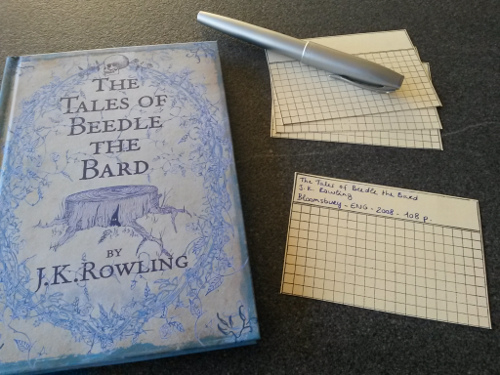 THE
TALES OF
BEEDLE
THE
BARD
BY
J.K.ROWLING
The Tales of Beedle the Bard
J.K. Rowling
Bloomsbury - ENG - 2008 - 108 p.